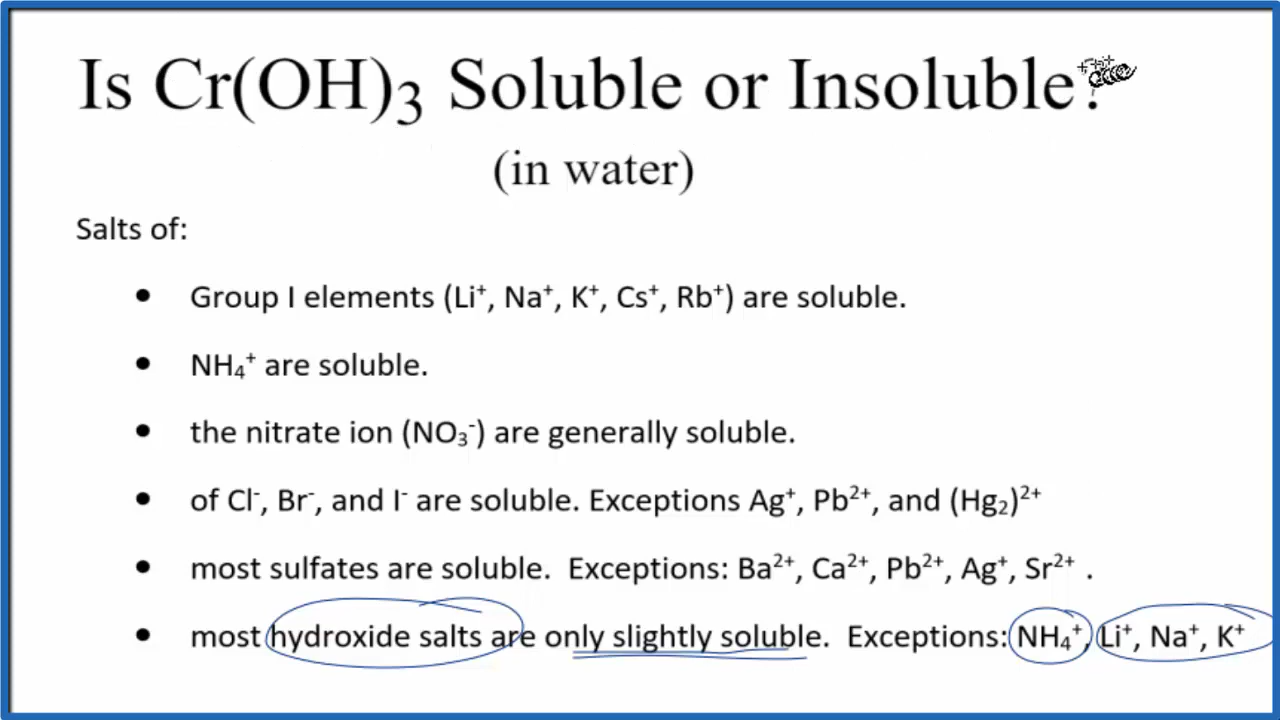 Is Cr(OH)₃ Soluble or Insoluble?
(in water)
Salts of:
• Group I elements (Li⁺, Na⁺, K⁺, Cs⁺, Rb⁺) are soluble.
• NH₄⁺ are soluble.
• the nitrate ion (NO₃⁻) are generally soluble.
• of Cl⁻, Br⁻, and I⁻ are soluble. Exceptions Ag⁺, Pb²⁺, and (Hg₂)²⁺
• most sulfates are soluble. Exceptions: Ba²⁺, Ca²⁺, Pb²⁺, Ag⁺, Sr²⁺ .
• most hydroxide salts are only slightly soluble. Exceptions: NH₄⁺, Li⁺, Na⁺, K⁺